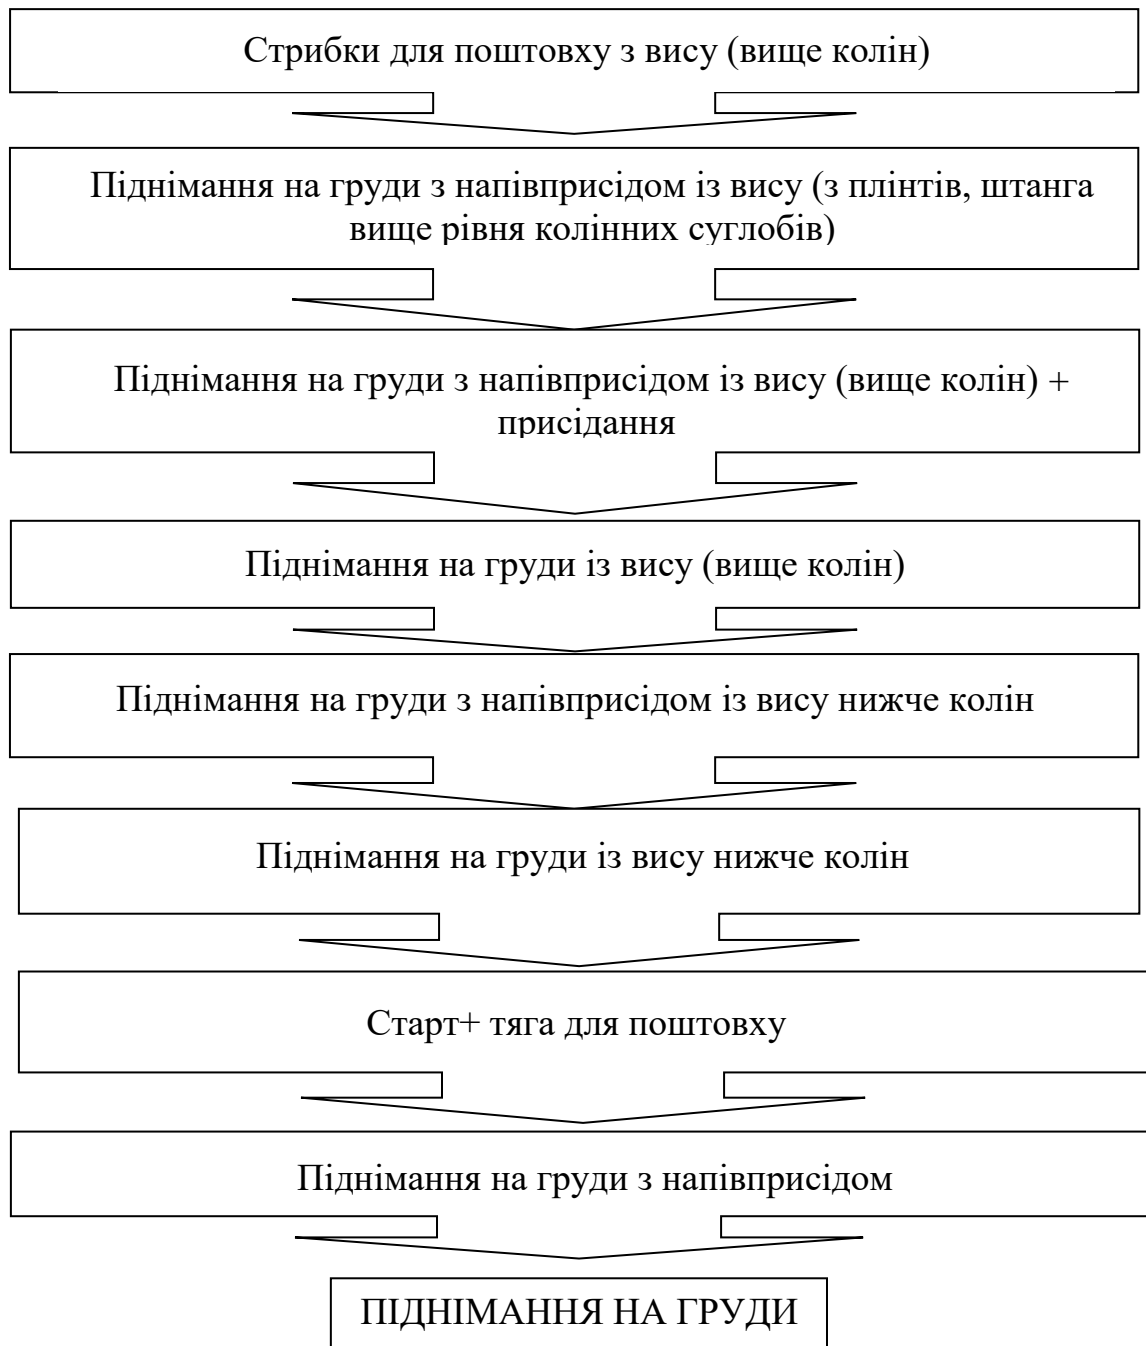 Стрибки для поштовху з вису (вище колін)
Піднімання на груди з напівприсідом із вису (з плінтів, штанга
вище рівня колінних суглобів)
Піднімання на груди з напівприсідом із вису (вище колін) +
присідання
Піднімання на груди із вису (вище колін)
Піднімання на груди з напівприсідом із вису нижче колін
Піднімання на груди із вису нижче колін
Старт+ тяга для поштовху
Піднімання на груди з напівприсідом
ПІДНІМАННЯ НА ГРУДИ